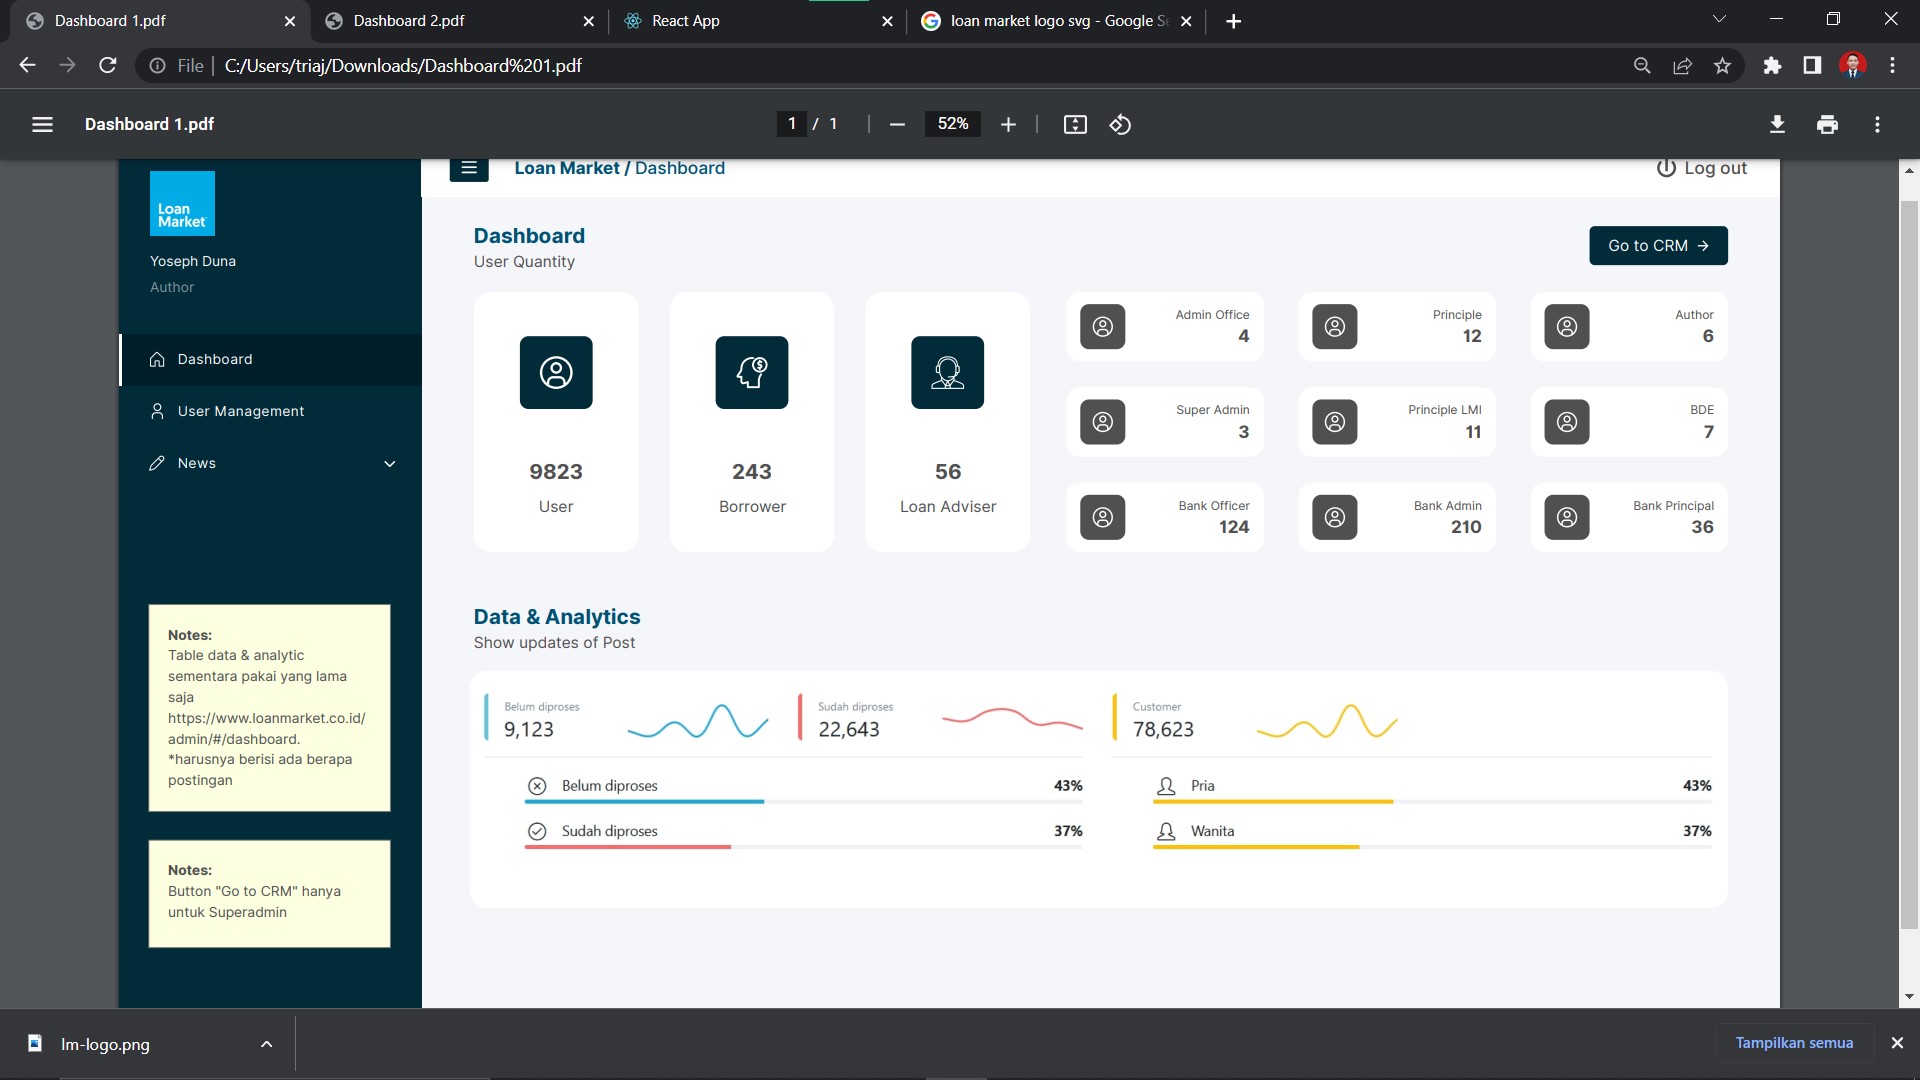 Dashboard 1.pdf
Dashboard 2.pdf
React App
loan market logo svg - Google Se
File
C:/Users/triaj/Downloads/Dashboard%201.pdf
Dashboard 1.pdf
1 / 1
52%
Loan
Market
Yoseph Duna
Author
Dashboard
User Management
News
Notes:
Table data & analytic
sementara pakai yang lama
saja
https://www.loanmarket.co.id/
admin/#/dashboard.
*harusnya berisi ada berapa
postingan
Notes:
Button "Go to CRM" hanya
untuk Superadmin
Loan Market / Dashboard
Log out
Dashboard
User Quantity
Go to CRM →
9823
User
243
Borrower
56
Loan Adviser
Admin Office
4
Principle
12
Author
6
Super Admin
3
Principle LMI
11
BDE
7
Bank Officer
124
Bank Admin
210
Bank Principal
36
Data & Analytics
Show updates of Post
Belum diproses
9,123
Sudah diproses
22,643
Customer
78,623
Belum diproses 43%
Sudah diproses 37%
Pria 43%
Wanita 37%
lm-logo.png
Tampilkan semua